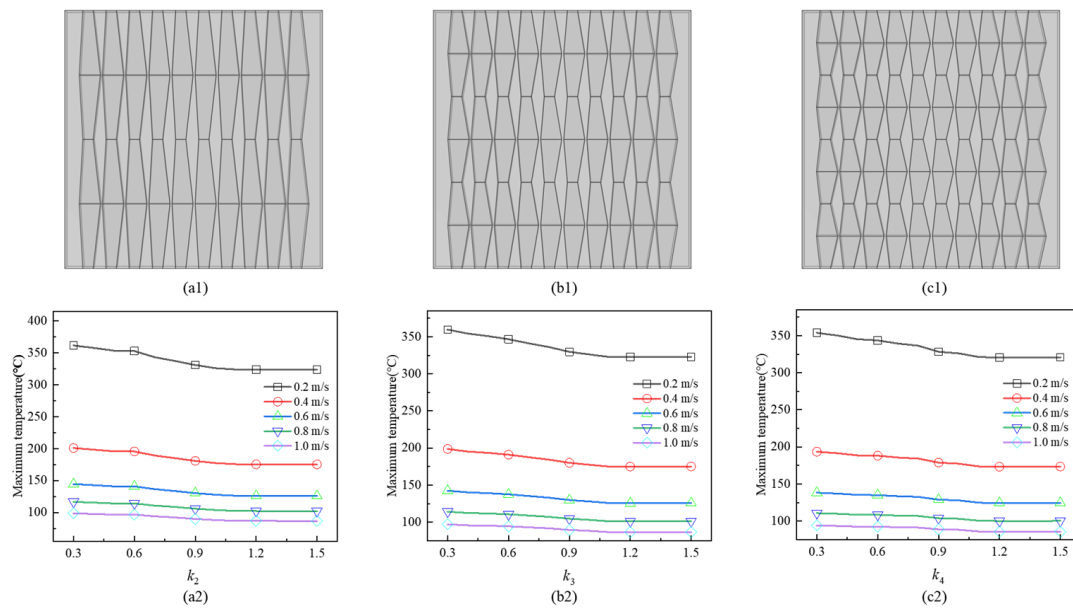 (a1)
(b1)
(c1)
400
350
300
250
200
150
100
Maximum temperature(℃)
0.2 m/s
0.4 m/s
0.6 m/s
0.8 m/s
1.0 m/s
0.3 0.6 0.9 1.2 1.5
k2
(a2)
350
300
250
200
150
100
Maximum temperature(℃)
0.2 m/s
0.4 m/s
0.6 m/s
0.8 m/s
1.0 m/s
0.3 0.6 0.9 1.2 1.5
k3
(b2)
350
300
250
200
150
100
Maximum temperature(℃)
0.2 m/s
0.4 m/s
0.6 m/s
0.8 m/s
1.0 m/s
0.3 0.6 0.9 1.2 1.5
k4
(c2)